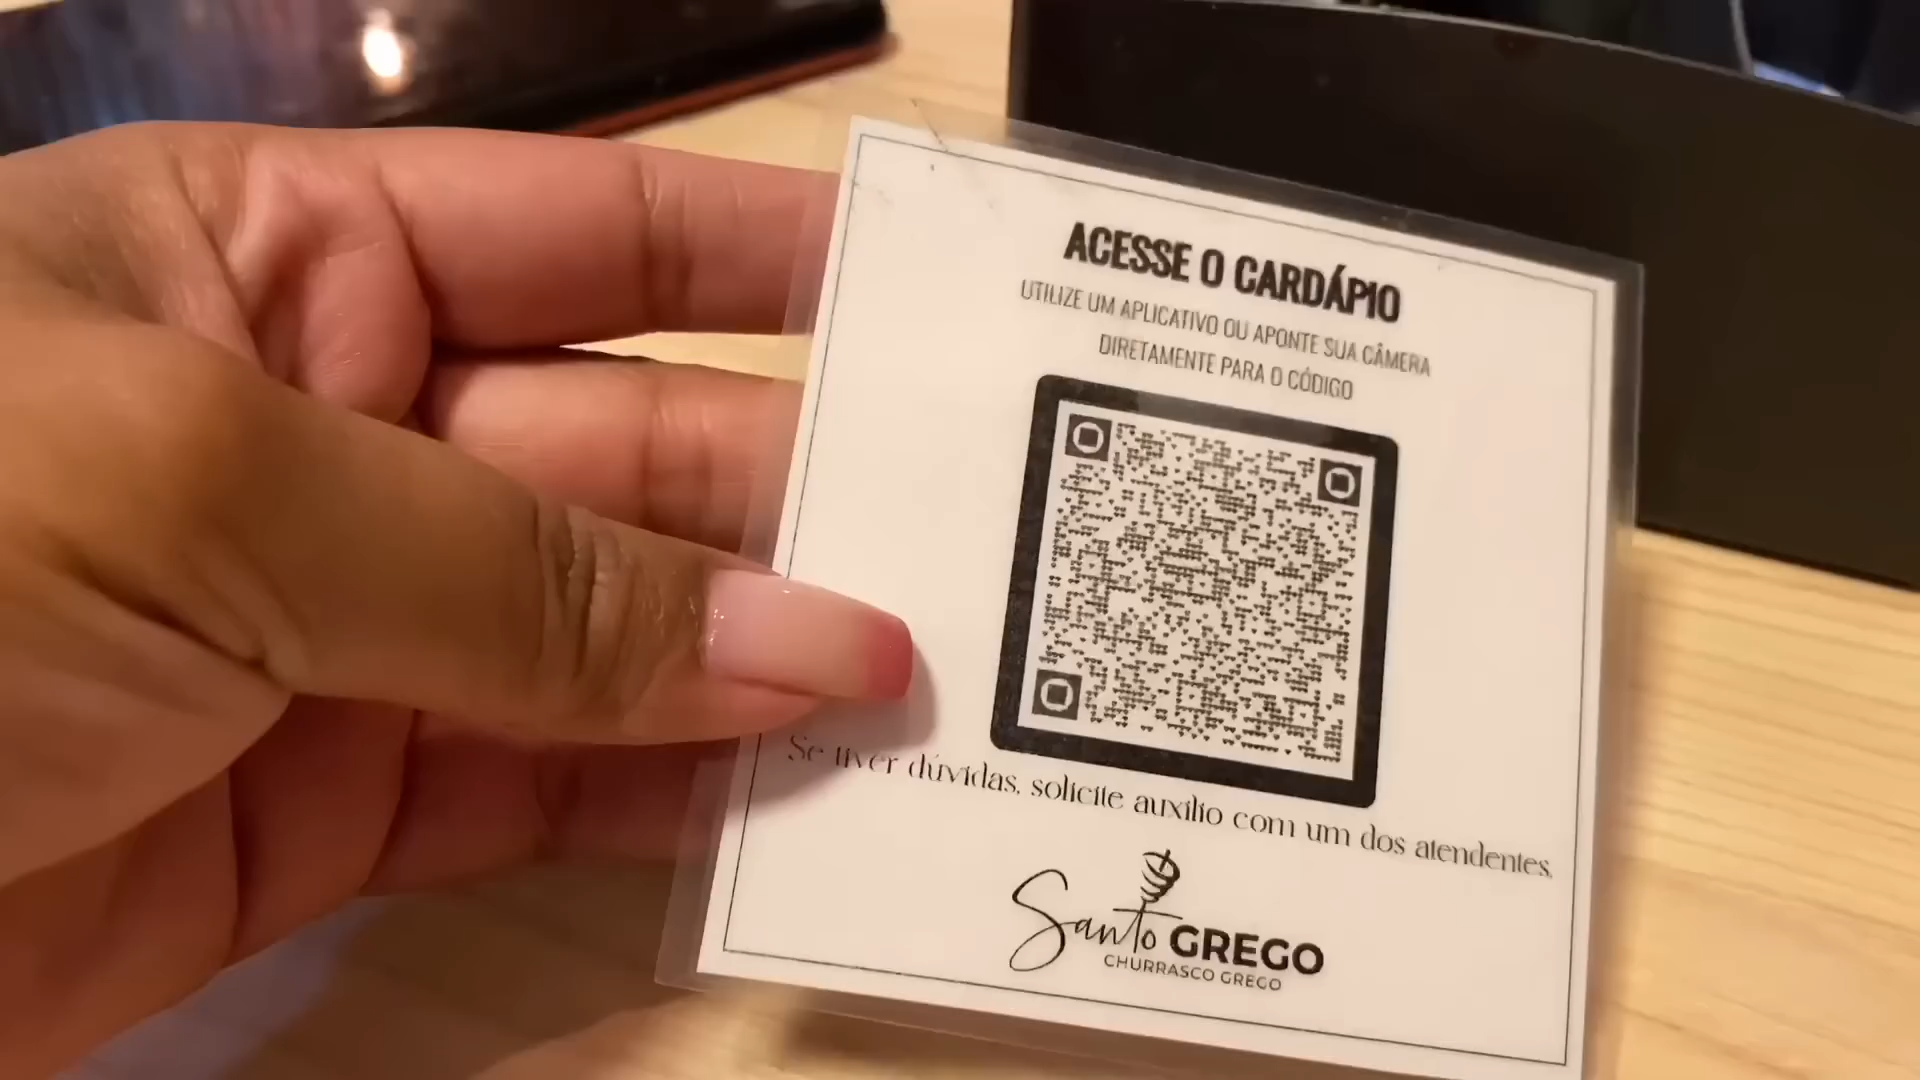 ACESSE O CARDÁPIO
UTILIZE UM APLICATIVO OU APONTE SUA CÂMERA
DIRETAMENTE PARA O CÓDIGO
Se tiver dúvidas, solicite auxílio com um dos atendentes.
Santo GREGO
CHURRASCO GREGO